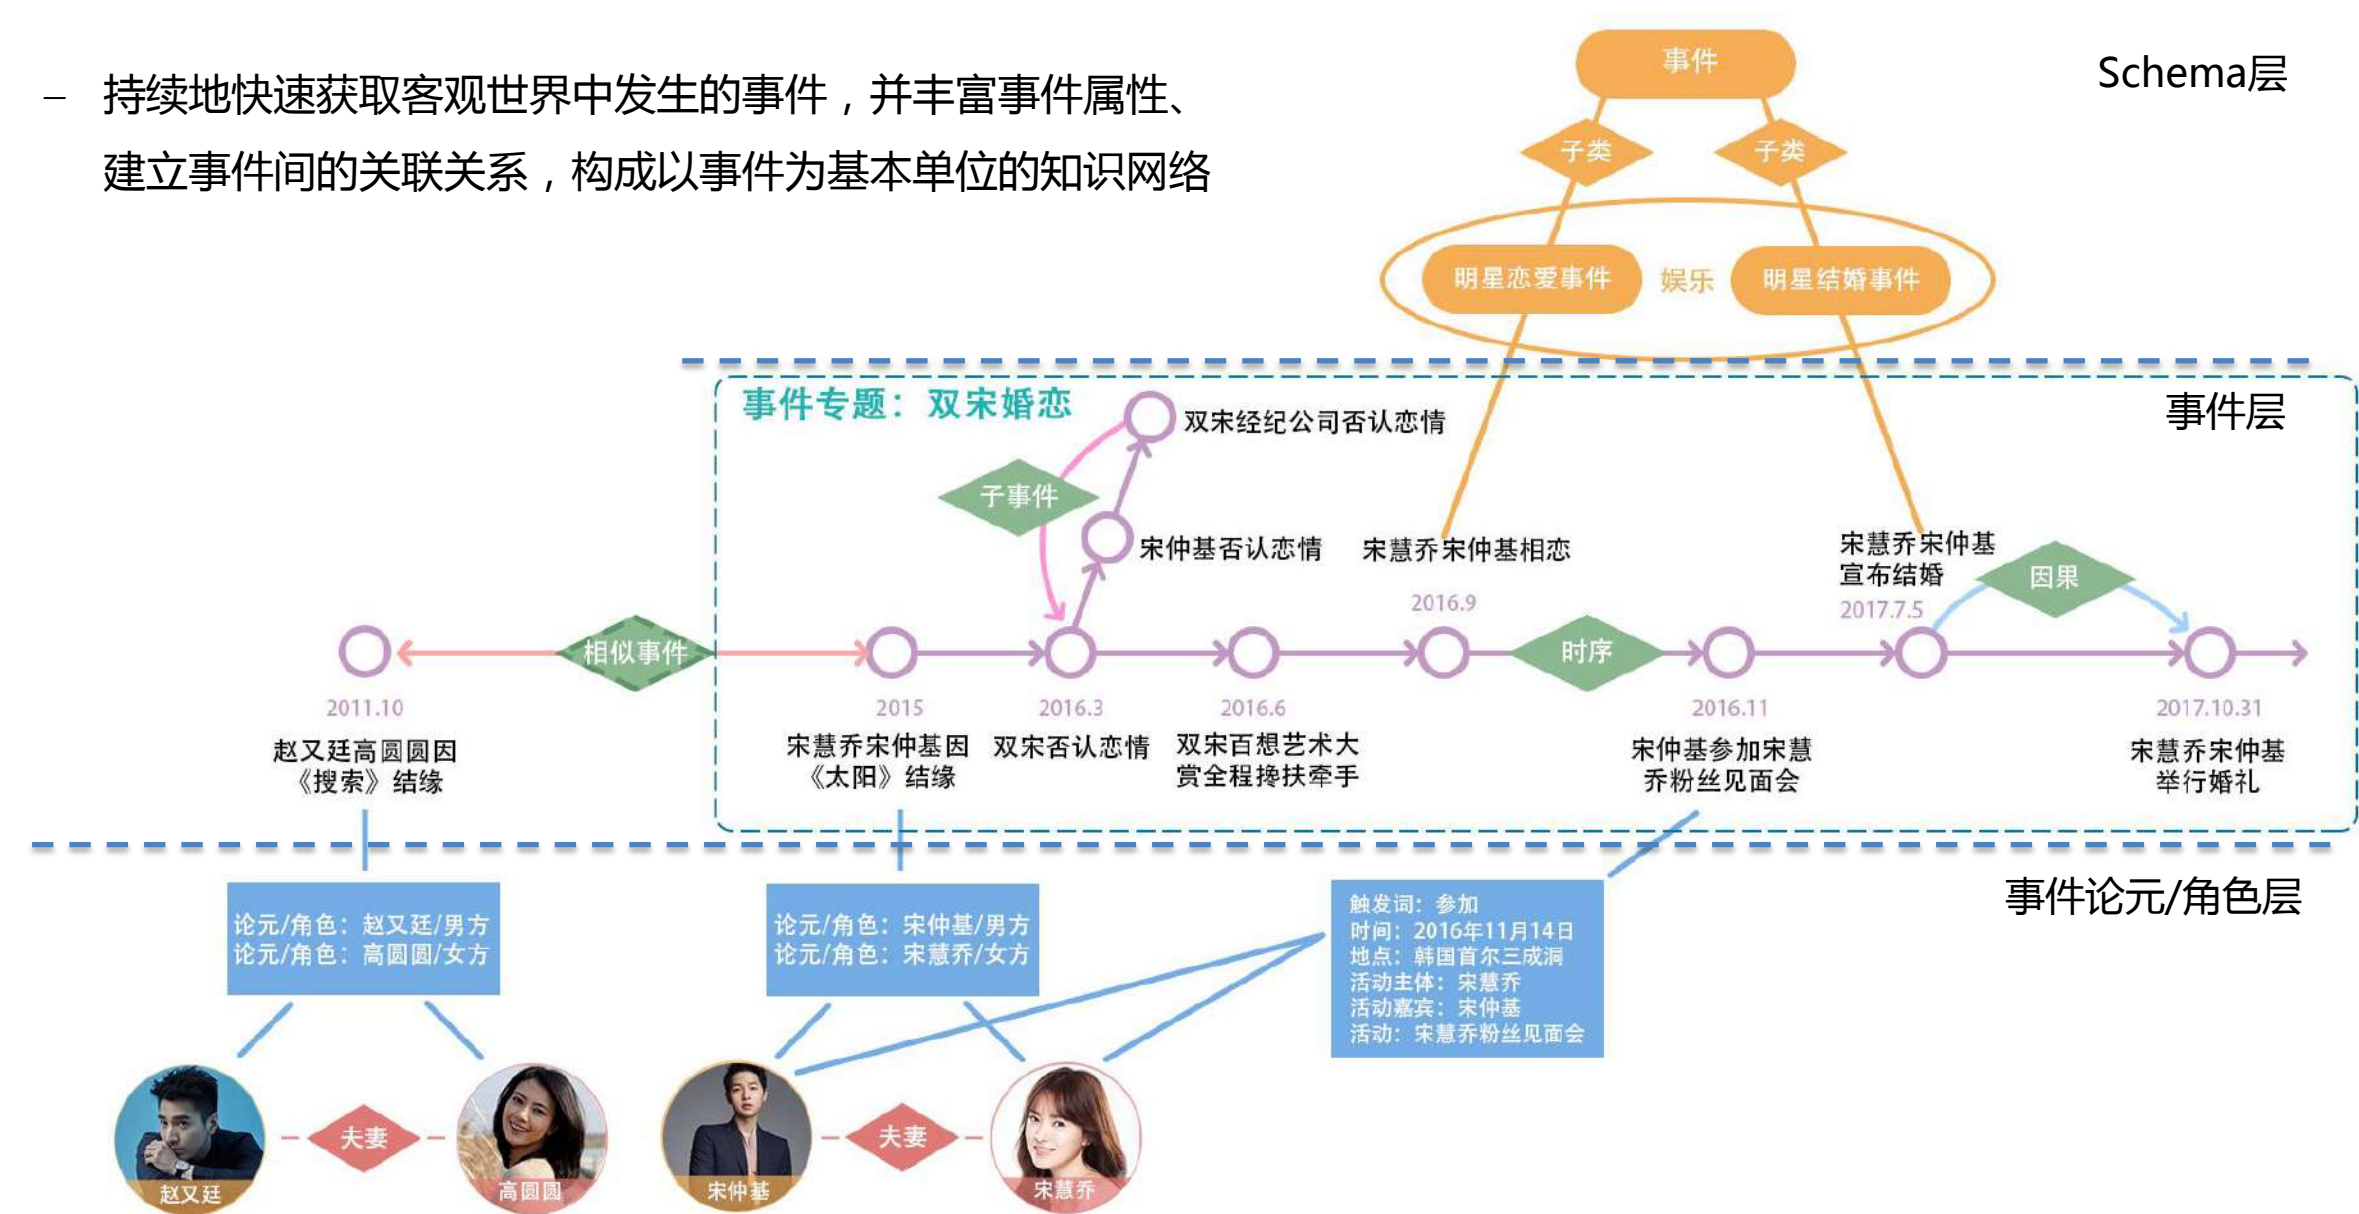 – 持续地快速获取客观世界中发生的事件，并丰富事件属性、
建立事件间的关联关系，构成以事件为基本单位的知识网络
Schema层
事件
子类
子类
明星恋爱事件
娱乐
明星结婚事件
事件专题：双宋婚恋
事件层
双宋经纪公司否认恋情
子事件
宋仲基否认恋情
宋慧乔宋仲基相恋
2016.9
宋慧乔宋仲基
宣布结婚
2017.7.5
因果
相似事件
时序
2011.10
赵又廷高圆圆因
《搜索》结缘
2015
宋慧乔宋仲基因
《太阳》结缘
2016.3
双宋否认恋情
2016.6
双宋百想艺术大
赏全程搀扶牵手
2016.11
宋仲基参加宋慧
乔粉丝见面会
2017.10.31
宋慧乔宋仲基
举行婚礼
事件论元/角色层
论元/角色：赵又廷/男方
论元/角色：高圆圆/女方
论元/角色：宋仲基/男方
论元/角色：宋慧乔/女方
触发词：参加
时间：2016年11月14日
地点：韩国首尔三成洞
活动主体：宋慧乔
活动嘉宾：宋仲基
活动：宋慧乔粉丝见面会
赵又廷
夫妻
高圆圆
宋仲基
夫妻
宋慧乔